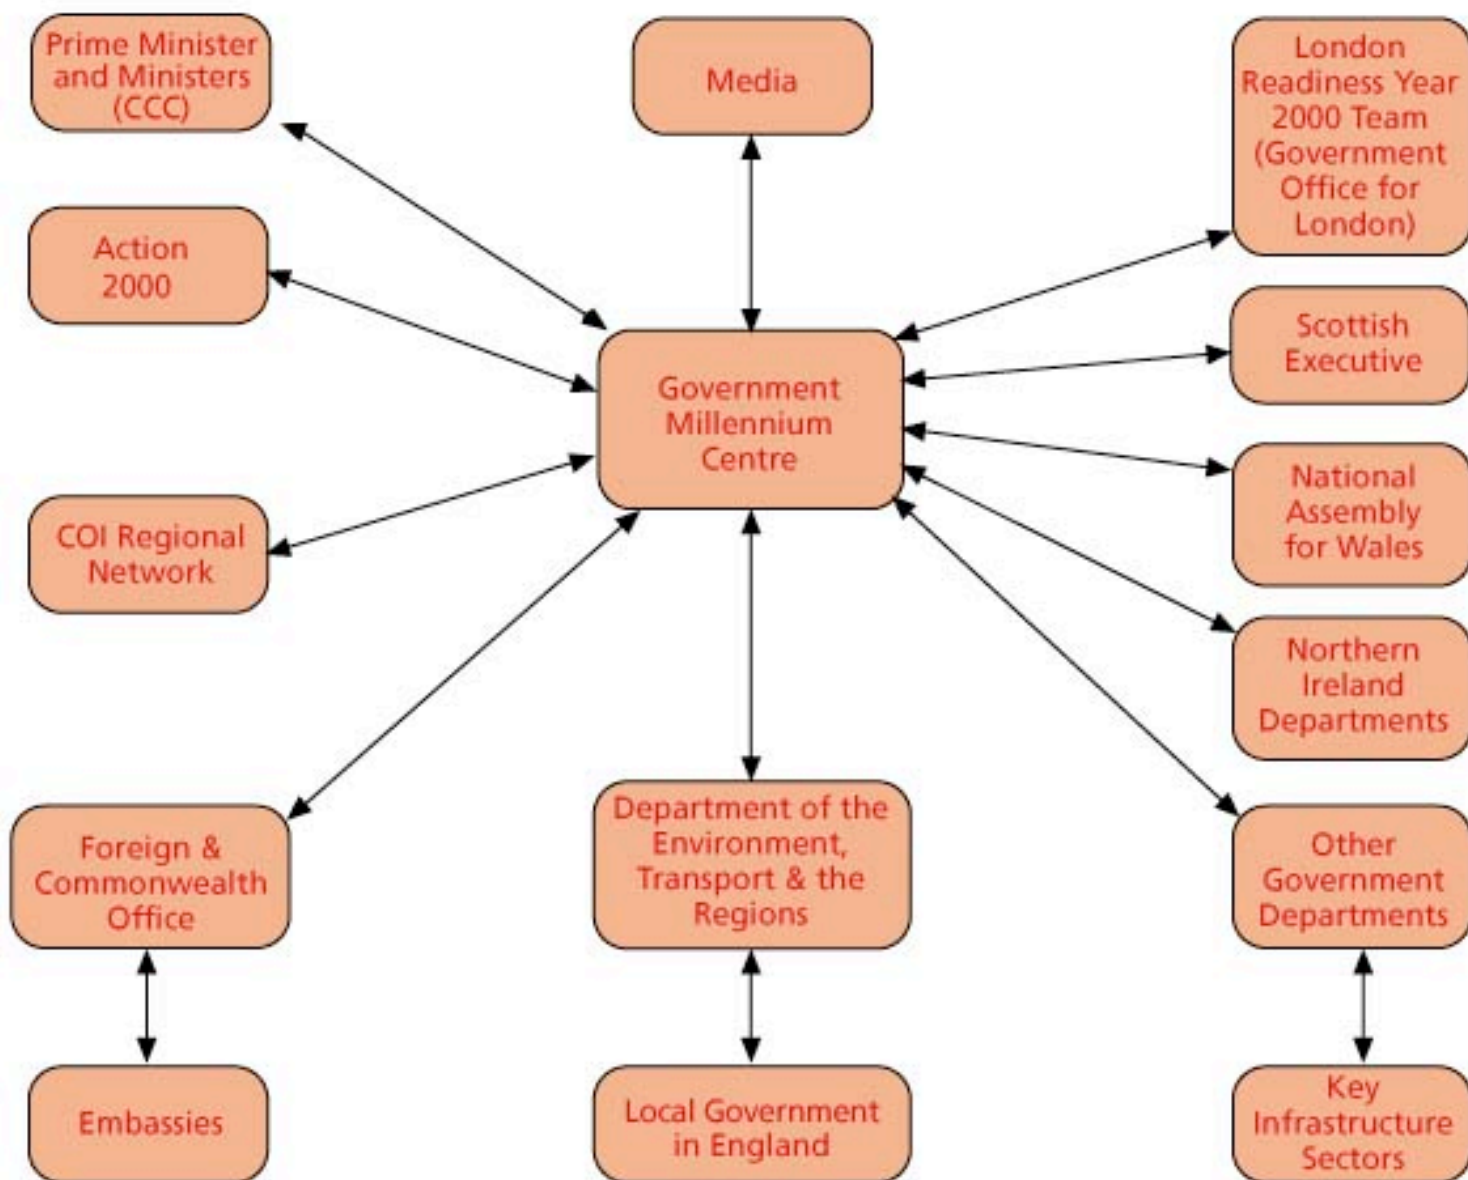 Prime Minister
and Ministers
(CCC)
Media
London
Readiness Year
2000 Team
(Government
Office for
London)
Action
2000
Scottish
Executive
Government
Millennium
Centre
National
Assembly
for Wales
COI Regional
Network
Northern
Ireland
Departments
Foreign &
Commonwealth
Office
Department of the
Environment,
Transport & the
Regions
Other
Government
Departments
Embassies
Local Government
in England
Key
Infrastructure
Sectors